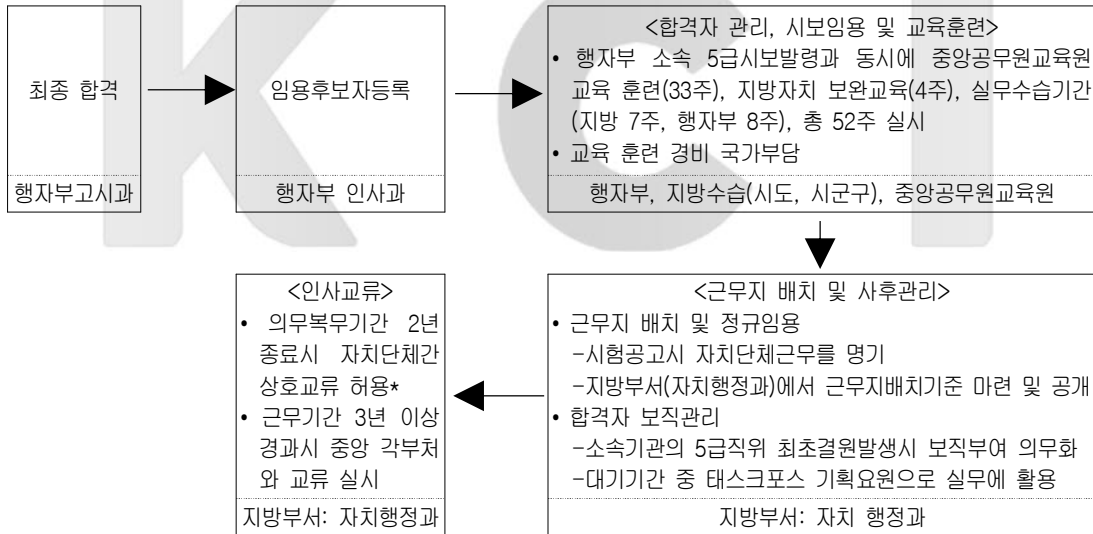 최종 합격
행자부고시과
임용후보자등록
행자부 인사과
<합격자 관리, 시보임용 및 교육훈련>
• 행자부 소속 5급시보발령과 동시에 중앙공무원교육원
교육 훈련(33주), 지방자치 보완교육(4주), 실무수습기간
(지방 7주, 행자부 8주), 총 52주 실시
• 교육 훈련 경비 국가부담
행자부, 지방수습(시도, 시군구), 중앙공무원교육원
<근무지 배치 및 사후관리>
• 근무지 배치 및 정규임용
-시험공고시 자치단체근무를 명기
-지방부서(자치행정과)에서 근무지배치기준 마련 및 공개
• 합격자 보직관리
-소속기관의 5급직위 최초결원발생시 보직부여 의무화
-대기기간 중 태스크포스 기획요원으로 실무에 활용
지방부서: 자치 행정과
<인사교류>
• 의무복무기간 2년
종료시 자치단체간
상호교류 허용*
• 근무기간 3년 이상
경과시 중앙 각부처
와 교류 실시
지방부서: 자치행정과
KCI